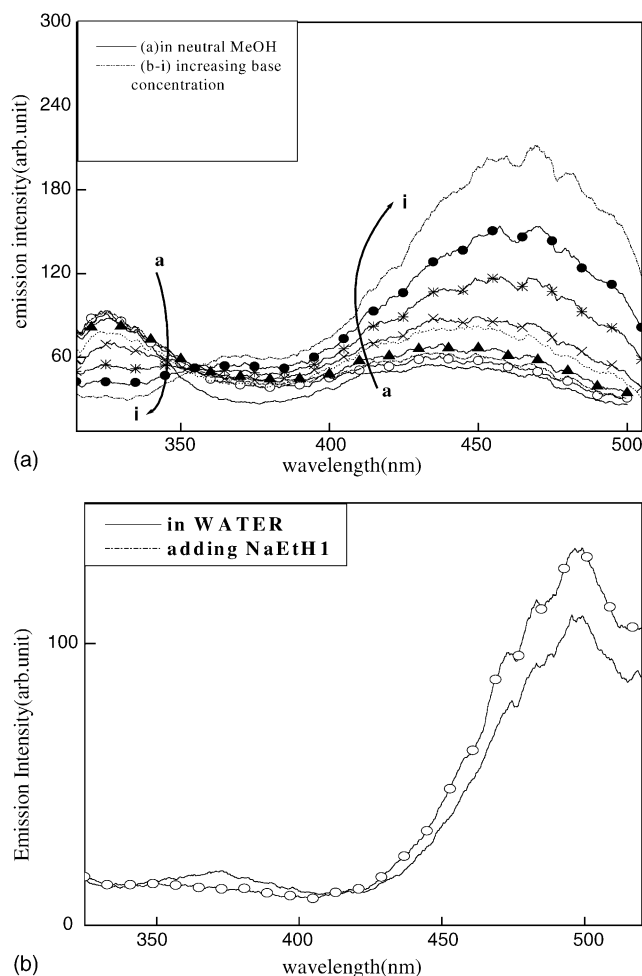 300
(a)in neutral MeOH
(b-i) increasing base
concentration
240
180
120
60
emission intensity(arb.unit)
a
i
i
a
350
400
450
500
wavelength(nm)
(a)
in WATER
adding NaEtH1
100
0
Emission Intensity(arb.unit)
350
400
450
500
wavelength(nm)
(b)